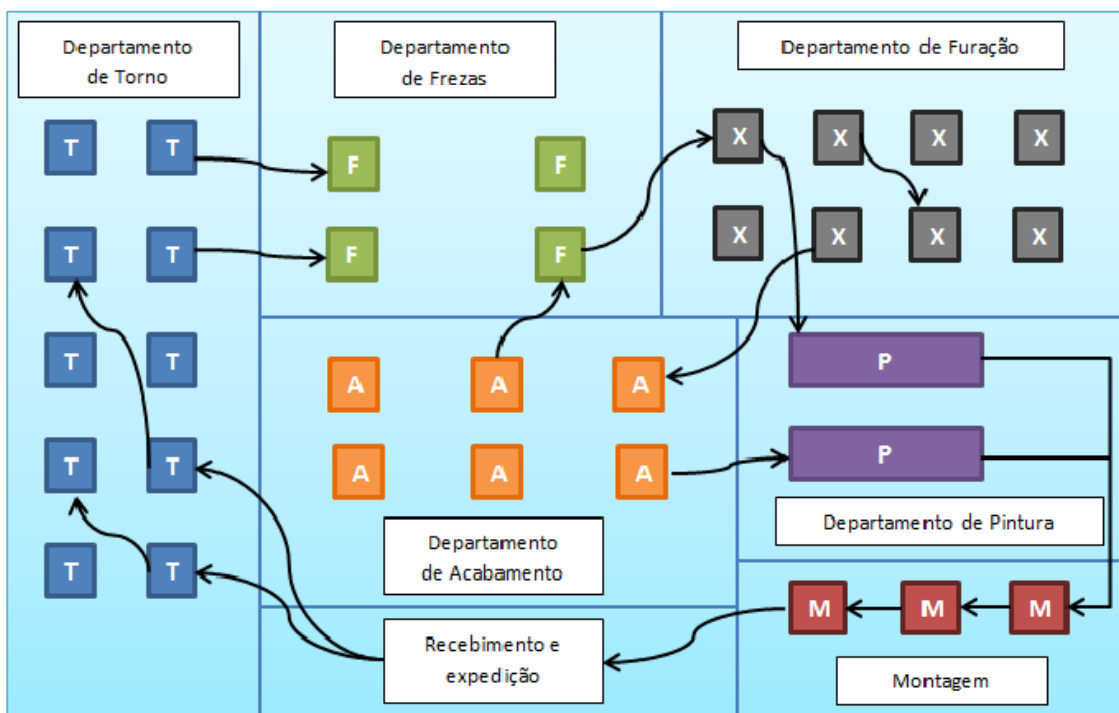 Departamento
de Torno
Departamento
de Frezas
Departamento de Furação
T T
F F
X X X X
T T
F F
X X X X
T T
A A A
P
T T
A A A
P
Departamento
de Acabamento
Departamento de Pintura
T T
M M M
Recebimento e
expedição
Montagem